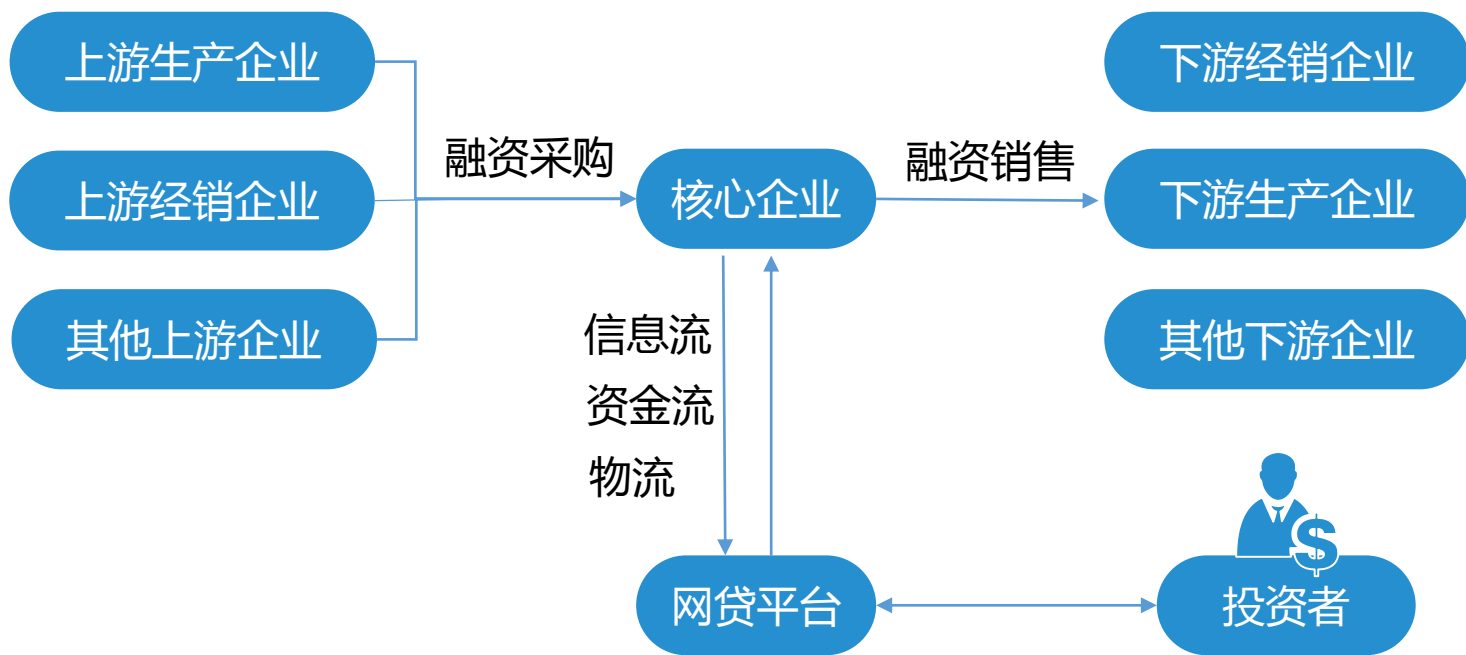 上游生产企业
上游经销企业
其他上游企业
融资采购
核心企业
融资销售
下游经销企业
下游生产企业
其他下游企业
信息流
资金流
物流
网贷平台
$
投资者